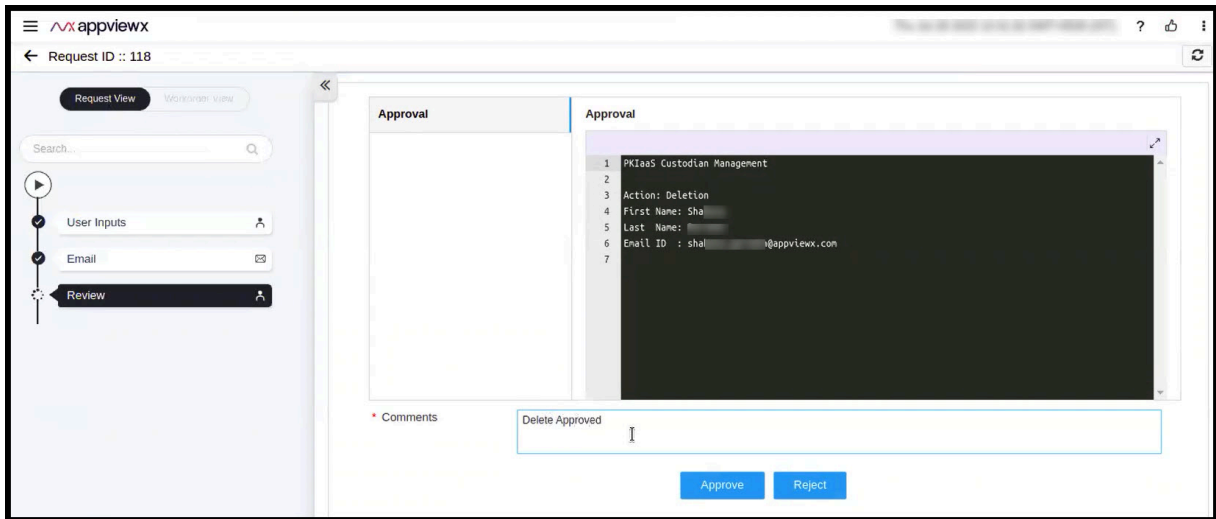 appviewx
?
Request ID :: 118
Request View
Workflow View
Search...
User Inputs
Email
Review
Approval
Approval
1 PKIaaS Custodian Management
2
3 Action: Deletion
4 First Name: Sha
5 Last Name:
6 Email ID : sha @appviewx.com
7
* Comments
Delete Approved
Approve
Reject